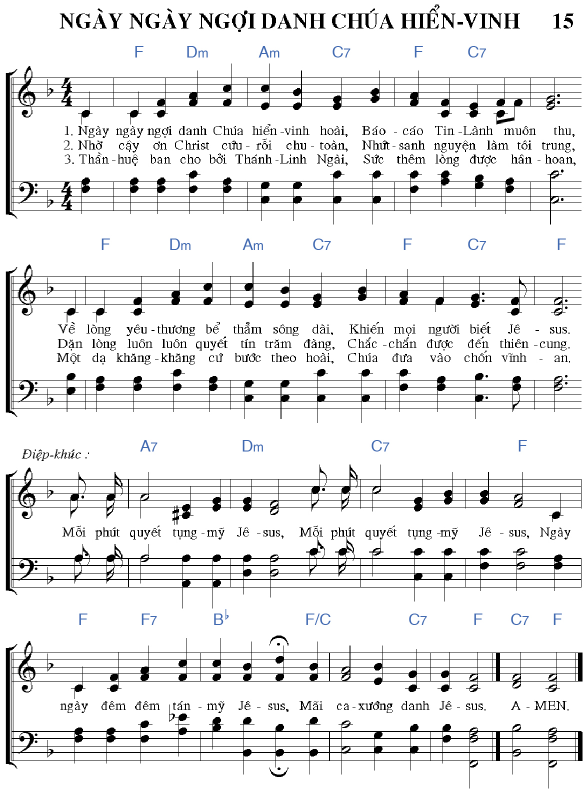 NGÀY NGÀY NGỢI DANH CHÚA HIỂN-VINH 15
F Dm Am C7 F C7
1. Ngày ngày ngợi danh Chúa hiển-vinh hoài, Báo-cáo Tin-Lành muôn thu,
2. Nhờ cậy ơn Christ cứu-rỗi chu-toàn, Nhứt-sanh nguyện làm tôi trung,
3. Thần-huệ ban cho bởi Thánh-Linh Ngài, Sức thêm lòng được hân-hoan,
F Dm Am C7 F C7 F
Về lòng yêu-thương bể thẳm sông dài, Khiến mọi người biết Jê-sus.
Dặn lòng luôn luôn quyết tín trăm đàng, Chắc-chắn được đến thiên-cung.
Một dạ khăng-khăng cứ bước theo hoài, Chúa đưa vào chốn vĩnh-an.
Điệp-khúc :
A7 Dm C7 F
Mỗi phút quyết tụng-mỹ Jê-sus, Mỗi phút quyết tụng-mỹ Jê-sus, Ngày
F F7 B♭ F/C C7 F C7 F
ngày đêm đêm tán-mỹ Jê-sus, Mãi ca-xướng danh Jê-sus. A-MEN.